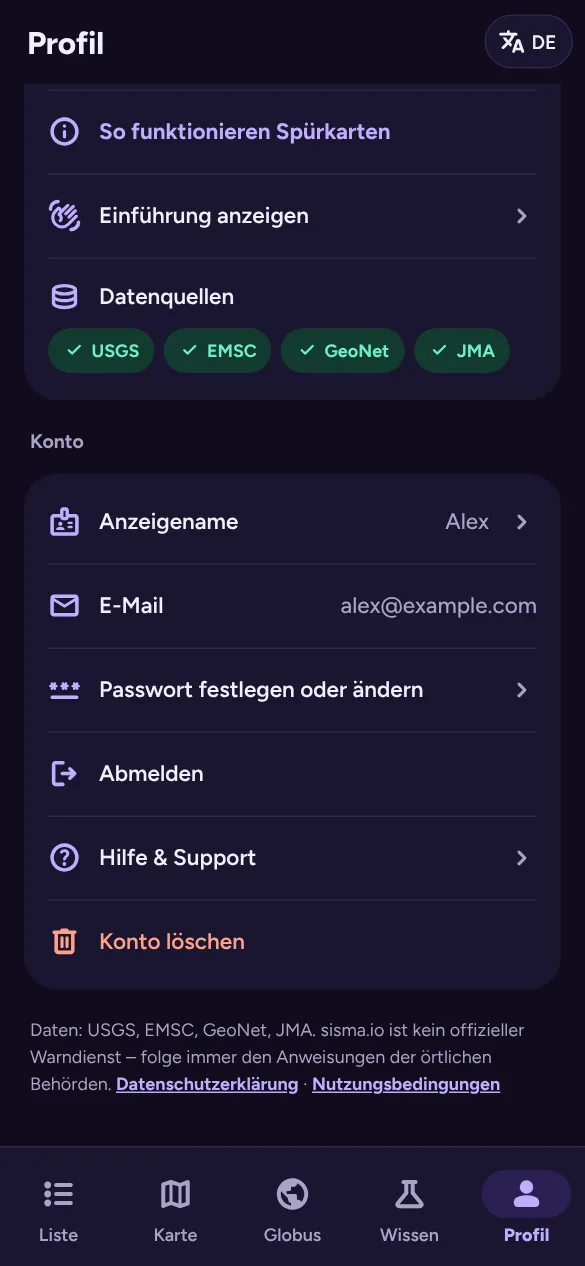 Profil
DE
So funktionieren Spürkarten
Einführung anzeigen
Datenquellen
USGS EMSC GeoNet JMA
Konto
Anzeigename Alex
E-Mail alex@example.com
Passwort festlegen oder ändern
Abmelden
Hilfe & Support
Konto löschen
Daten: USGS, EMSC, GeoNet, JMA. sisma.io ist kein offizieller
Warndienst – folge immer den Anweisungen der örtlichen
Behörden. Datenschutzerklärung · Nutzungsbedingungen
Liste Karte Globus Wissen Profil